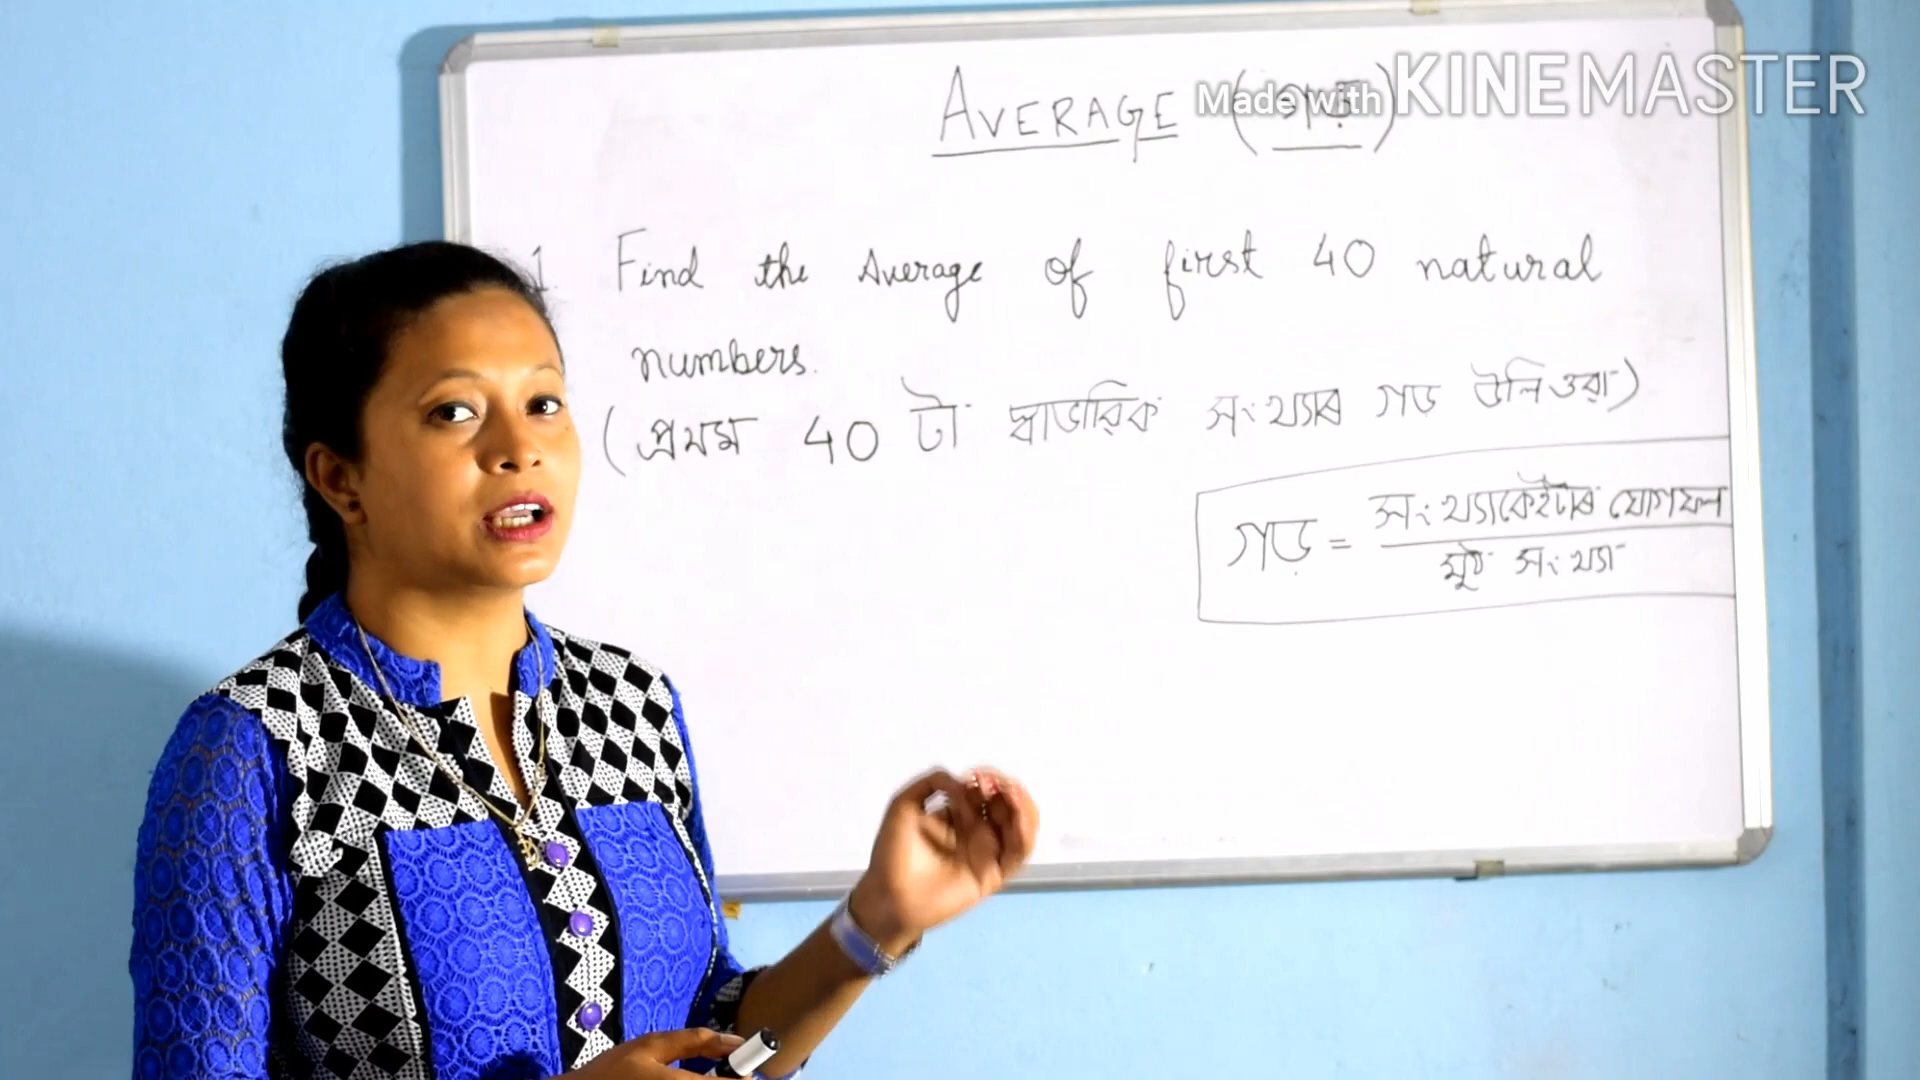 AVERAGE (গড়)
Made with KINEMASTER
1. Find the Average of first 40 natural
numbers.
(প্ৰথম 40 টা স্বাভাৱিক সংখ্যাৰ গড় উলিওৱা)
গড় = সংখ্যাকেইটাৰ যোগফল
মুঠ সংখ্যা